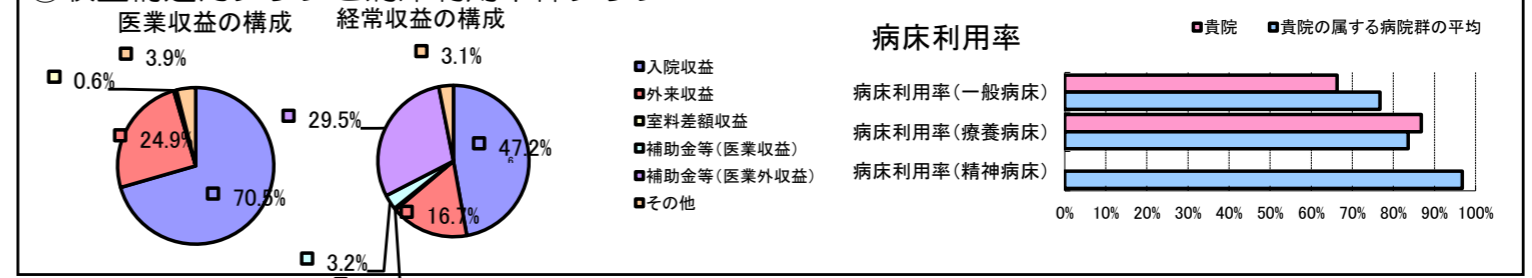 医業収益の構成
経常収益の構成
3.9%
0.6%
24.9%
70.5%
3.1%
29.5%
47.2%
16.7%
3.2%
入院収益
外来収益
室料差額収益
補助金等(医業収益)
補助金等(医業外収益)
その他
病床利用率
貴院 貴院の属する病院群の平均
病床利用率(一般病床)
病床利用率(療養病床)
病床利用率(精神病床)
0% 10% 20% 30% 40% 50% 60% 70% 80% 90% 100%